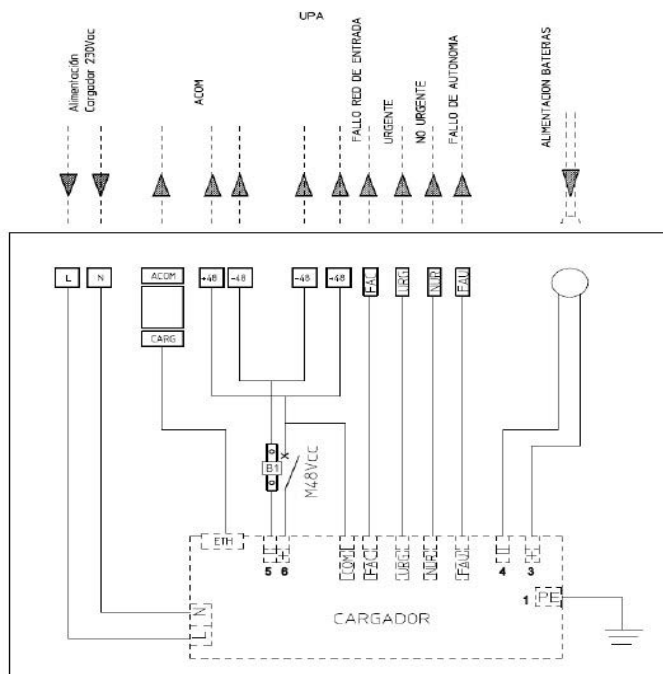 UPA
Alimentación
Cargador 230Vac
ACOM
FALLO RED DE ENTRADA
URGENTE
NO URGENTE
FALLO DE AUTONOMIA
ALIMENTACION BATERIAS
L N ACOM +48 -48 -48 +48 FAC URG NUR FAU
CARG
B1
M48VCC
ETH - + COM FAC URG NUR FAU - +
5 6 4 3
1 PE
N
L
CARGADOR